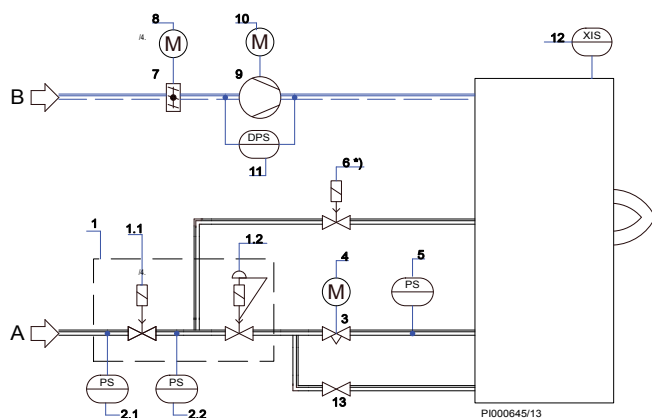 8 10 12 XIS
/4. M M
7 9
B
DPS
11 6 *)
1 1.1 1.2 4 5
/4. M PS
3
A
PS PS
2.1 2.2 13
PI000645/13